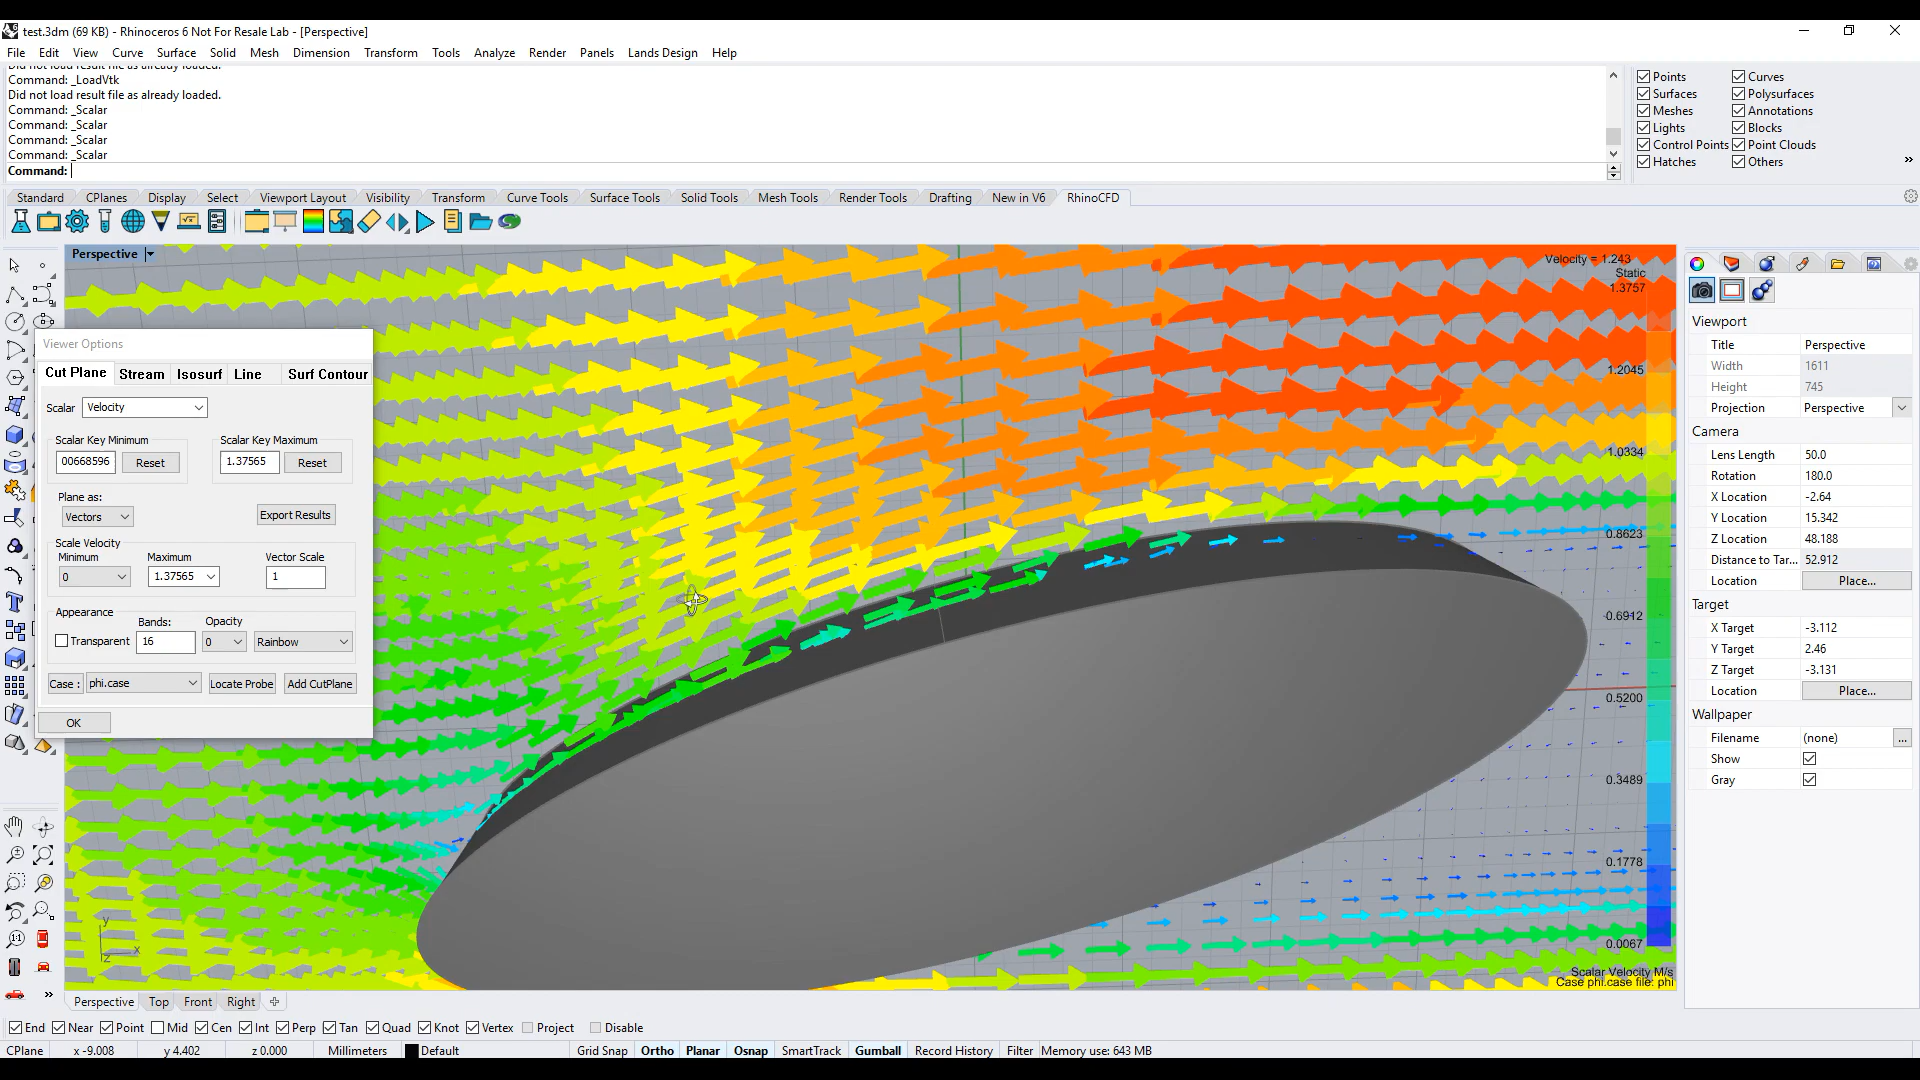 test.3dm (69 KB) - Rhinoceros 6 Not For Resale Lab - [Perspective]
File Edit View Curve Surface Solid Mesh Dimension Transform Tools Analyze Render Panels Lands Design Help
Did not load result file as already loaded.
Command: _LoadVtk
Did not load result file as already loaded.
Command: _Scalar
Command: _Scalar
Command: _Scalar
Command: _Scalar
Command:
Points Curves
Surfaces Polysurfaces
Meshes Annotations
Lights Blocks
Control Points Point Clouds
Hatches Others
Standard CPlanes Display Select Viewport Layout Visibility Transform Curve Tools Surface Tools Solid Tools Mesh Tools Render Tools Drafting New in V6 RhinoCFD
Perspective
Velocity = 1.243
Static
1.3757
1.2045
1.0334
0.8623
0.6912
0.5200
0.3489
0.1778
0.0067
Scalar Velocity M/s
Case phi.case file: phi
Viewer Options
Cut Plane Stream Isosurf Line Surf Contour
Scalar Velocity
Scalar Key Minimum Scalar Key Maximum
00668596 Reset 1.37565 Reset
Plane as:
Vectors Export Results
Scale Velocity
Minimum Maximum Vector Scale
0 1.37565 1
Appearance
Bands: Opacity
Transparent 16 0 Rainbow
Case : phi.case Locate Probe Add CutPlane
OK
y
x
z
Viewport
Title Perspective
Width 1611
Height 745
Projection Perspective
Camera
Lens Length 50.0
Rotation 180.0
X Location -2.64
Y Location 15.342
Z Location 48.188
Distance to Tar... 52.912
Location Place...
Target
X Target -3.112
Y Target 2.46
Z Target -3.131
Location Place...
Wallpaper
Filename (none) ...
Show
Gray
Perspective Top Front Right
End Near Point Mid Cen Int Perp Tan Quad Knot Vertex Project Disable
CPlane x -9.008 y 4.402 z 0.000 Millimeters Default Grid Snap Ortho Planar Osnap SmartTrack Gumball Record History Filter Memory use: 643 MB